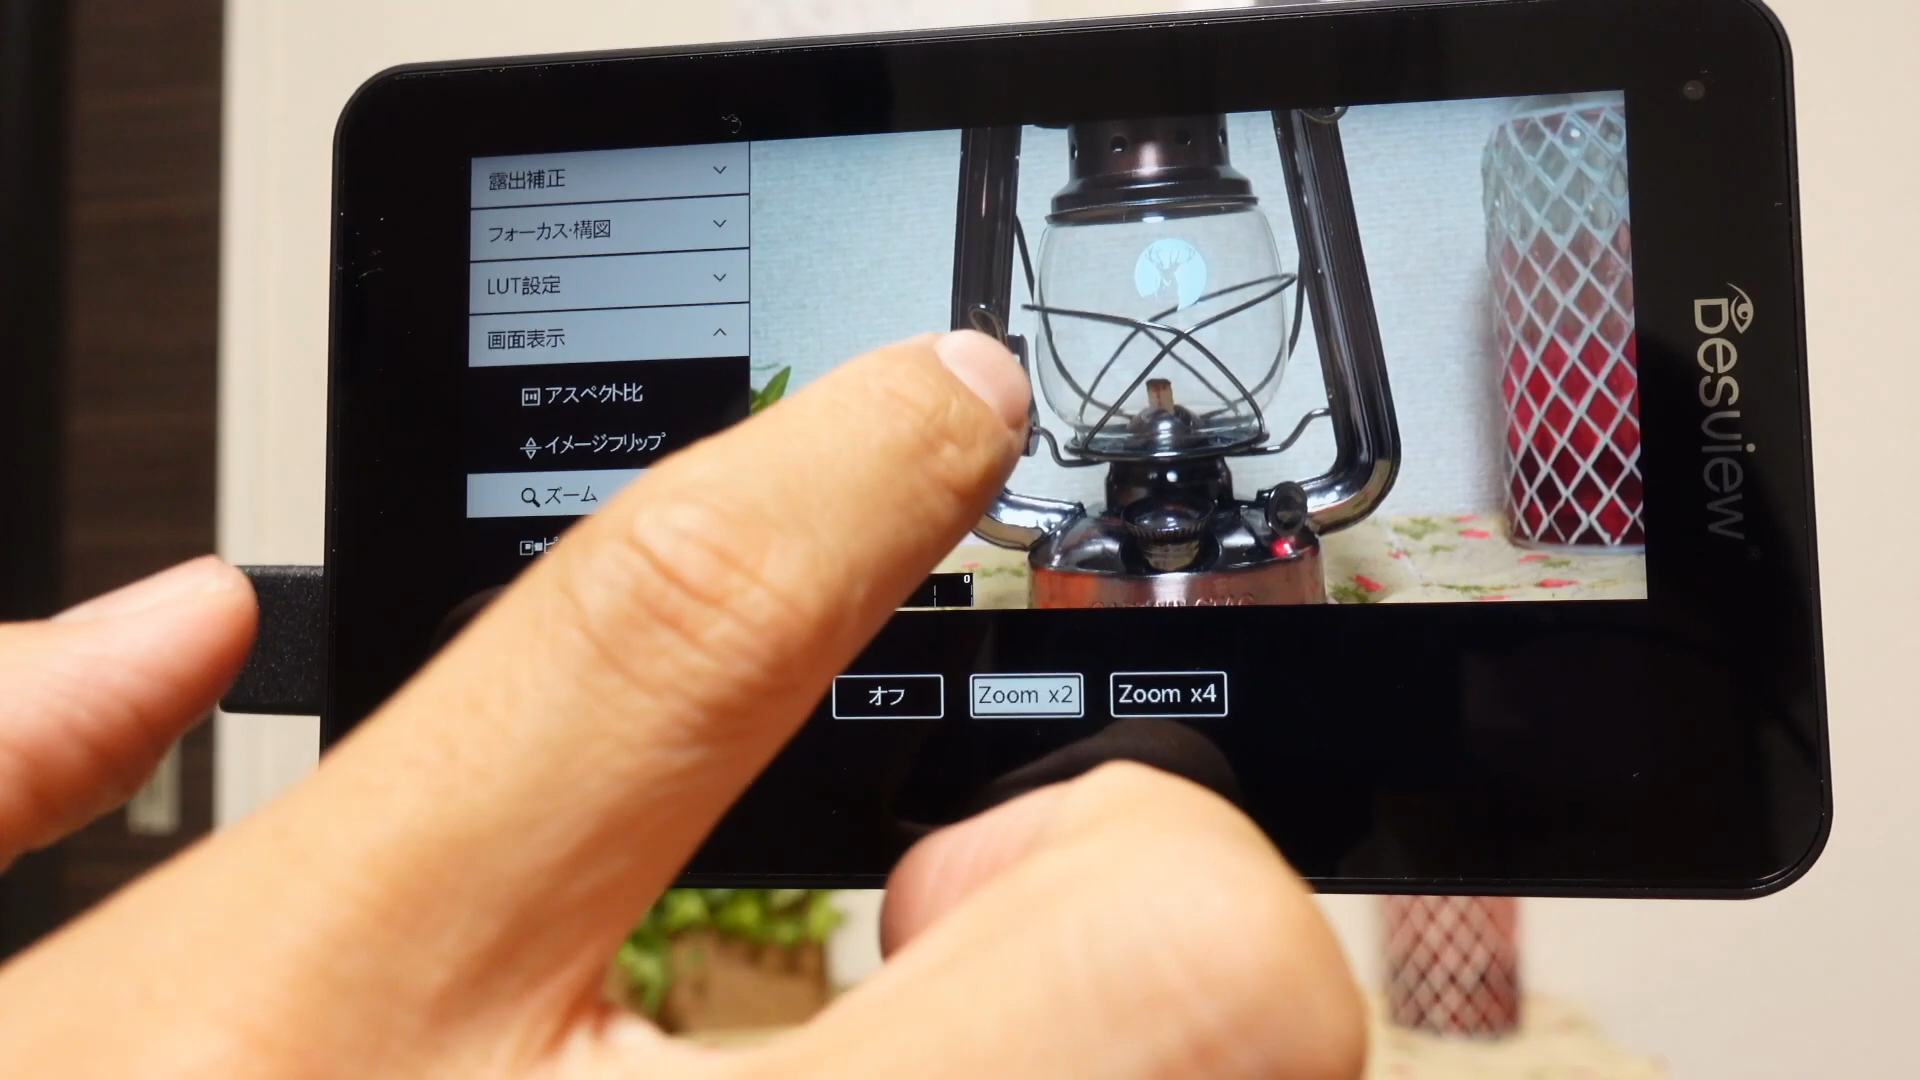 露出補正
フォーカス・構図
LUT設定
画面表示
アスペクト比
イメージフリップ
ズーム
0
オフ
Zoom x2
Zoom x4
Desview